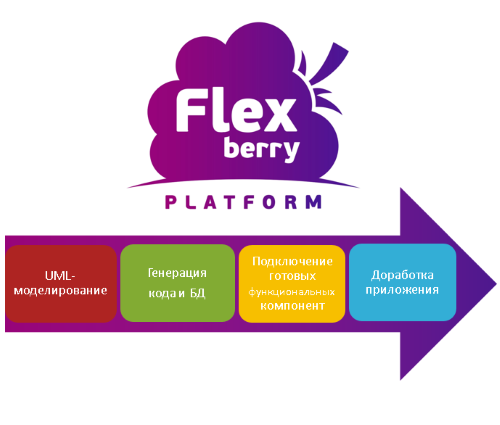 Flex
berry
PLATFORM
UML-
моделирование
Генерация
кода и БД
Подключение
готовых
функциональных
компонент
Доработка
приложения